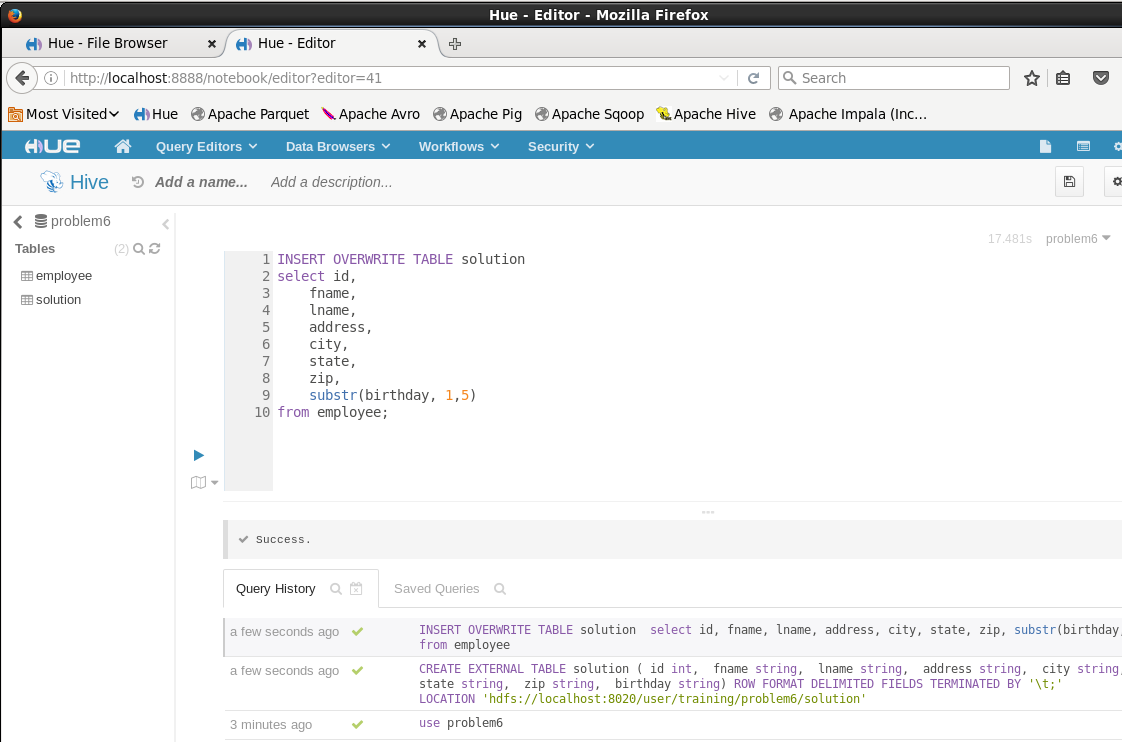 Hue - Editor - Mozilla Firefox
Hue - File Browser
Hue - Editor
http://localhost:8888/notebook/editor?editor=41
Search
Most Visited
Hue
Apache Parquet
Apache Avro
Apache Pig
Apache Sqoop
Apache Hive
Apache Impala (Inc...
HUE
Query Editors
Data Browsers
Workflows
Security
Hive
Add a name...
Add a description...
problem6
Tables
(2)
employee
solution
17.481s
problem6
1 INSERT OVERWRITE TABLE solution
2 select id,
3 fname,
4 lname,
5 address,
6 city,
7 state,
8 zip,
9 substr(birthday, 1,5)
10 from employee;
Success.
Query History
Saved Queries
a few seconds ago
INSERT OVERWRITE TABLE solution select id, fname, lname, address, city, state, zip, substr(birthday,
from employee
a few seconds ago
CREATE EXTERNAL TABLE solution ( id int, fname string, lname string, address string, city string,
state string, zip string, birthday string) ROW FORMAT DELIMITED FIELDS TERMINATED BY '\t;'
LOCATION 'hdfs://localhost:8020/user/training/problem6/solution'
3 minutes ago
use problem6